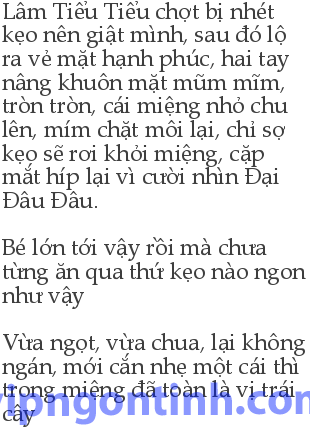 Lâm Tiểu Tiểu chợt bị nhét
kẹo nên giật mình, sau đó lộ
ra vẻ mặt hạnh phúc, hai tay
nâng khuôn mặt mũm mĩm,
tròn tròn, cái miệng nhỏ chu
lên, mím chặt môi lại, chỉ sợ
kẹo sẽ rơi khỏi miệng, cặp
mắt híp lại vì cười nhìn Đại
Đâu Đâu.
Bé lớn tới vậy rồi mà chưa
từng ăn qua thứ kẹo nào ngon
như vậy
Vừa ngọt, vừa chua, lại không
ngán, mới cắn nhẹ một cái thì
trong miệng đã toàn là vị trái
cây
vipngontinh.com